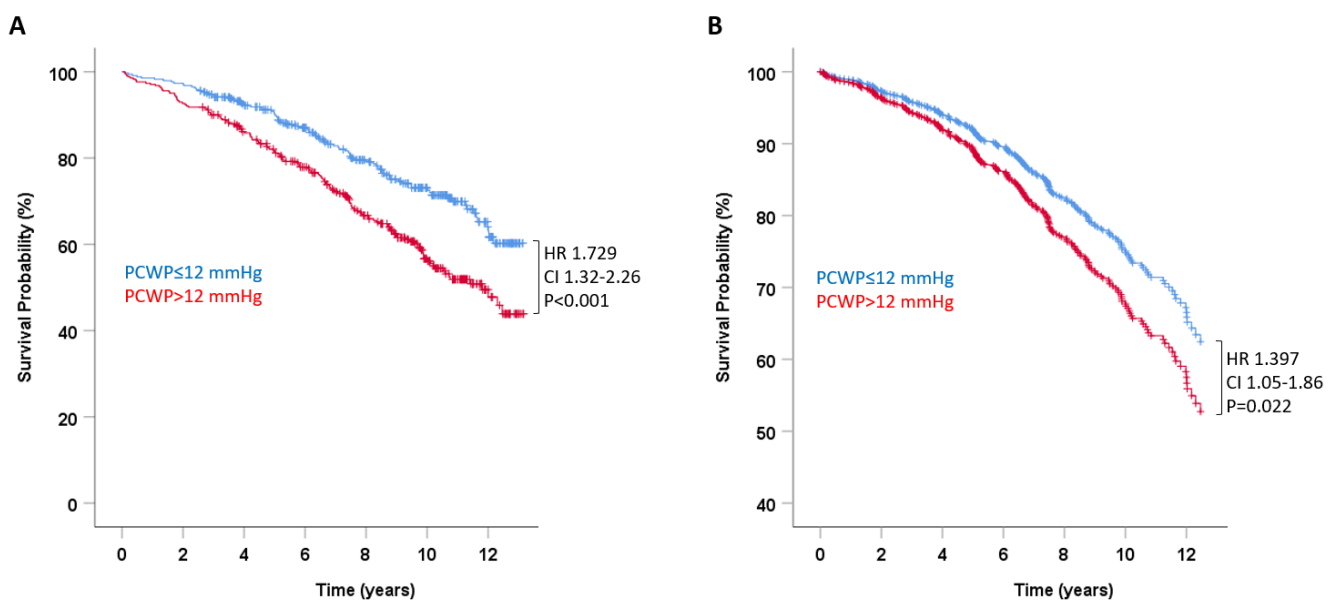 A
Survival Probability (%)
100
80
60
40
20
0
PCWP≤12 mmHg
PCWP>12 mmHg
HR 1.729
CI 1.32-2.26
P<0.001
0 2 4 6 8 10 12
Time (years)
B
Survival Probability (%)
100
90
80
70
60
50
40
PCWP≤12 mmHg
PCWP>12 mmHg
HR 1.397
CI 1.05-1.86
P=0.022
0 2 4 6 8 10 12
Time (years)